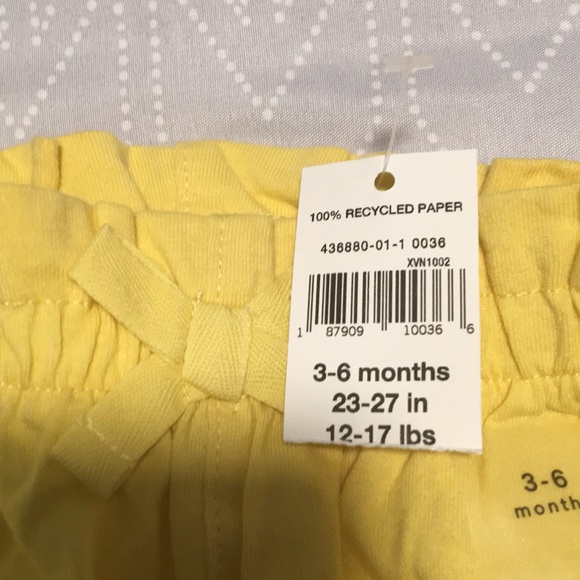 100% RECYCLED PAPER
436880-01-1 0036
XVN1002
1 87909 10036 6
3-6 months
23-27 in
12-17 lbs
3-6
month